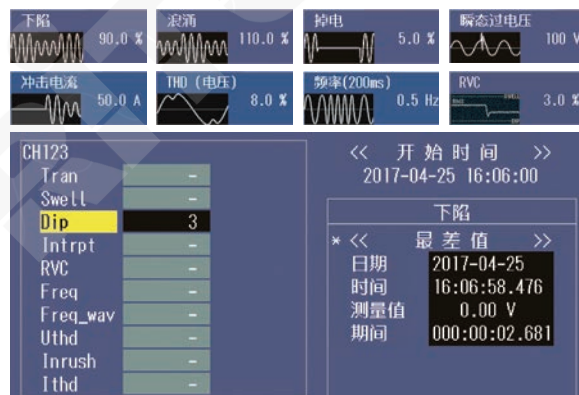 下陷 90.0 % 浪涌 110.0 % 掉电 5.0 % 瞬态过电压 100 V
冲击电流 50.0 A THD (电压) 8.0 % 频率(200ms) 0.5 Hz RVC 3.0 %
CH123
Tran -
Swell -
Dip 3
Intrpt -
RVC -
Freq -
Freq_wav -
Uthd -
Inrush -
Ithd -
<< 开始时间 >>
2017-04-25 16:06:00
下陷
* << 最差值 >>
日期 2017-04-25
时间 16:06:58.476
测量值 0.00 V
期间 000:00:02.681